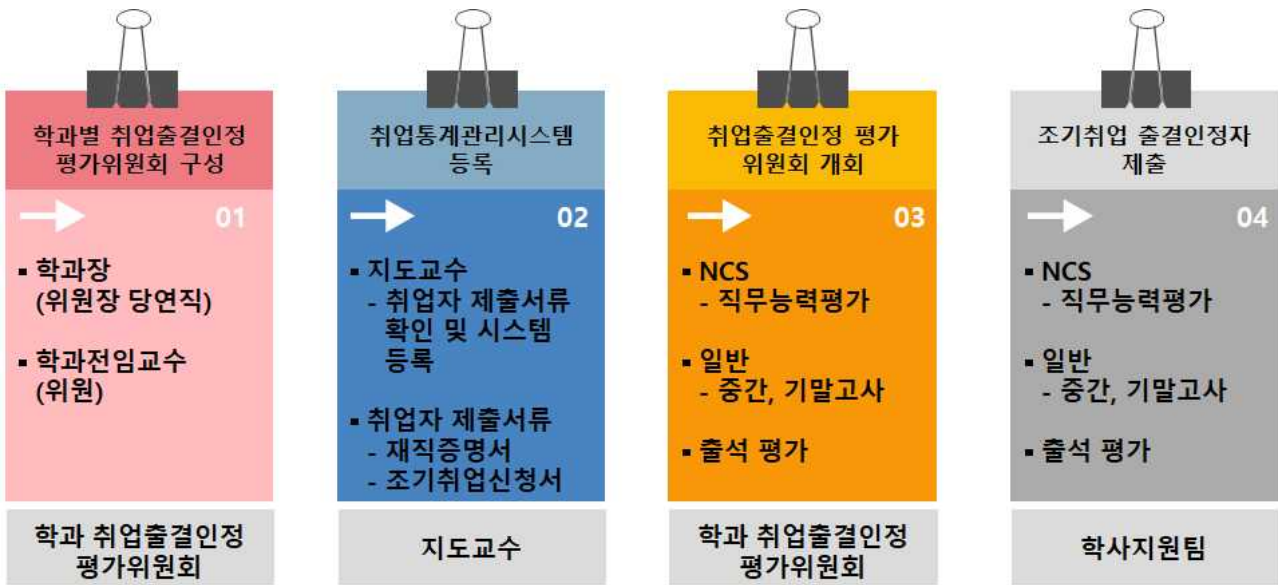 학과별 취업출결인정
평가위원회 구성
01
▪ 학과장
(위원장 당연직)
▪ 학과전임교수
(위원)
학과 취업출결인정
평가위원회
취업통계관리시스템
등록
02
▪ 지도교수
- 취업자 제출서류
확인 및 시스템
등록
▪ 취업자 제출서류
- 재직증명서
- 조기취업신청서
지도교수
취업출결인정 평가
위원회 개회
03
▪ NCS
- 직무능력평가
▪ 일반
- 중간, 기말고사
▪ 출석 평가
학과 취업출결인정
평가위원회
조기취업 출결인정자
제출
04
▪ NCS
- 직무능력평가
▪ 일반
- 중간, 기말고사
▪ 출석 평가
학사지원팀